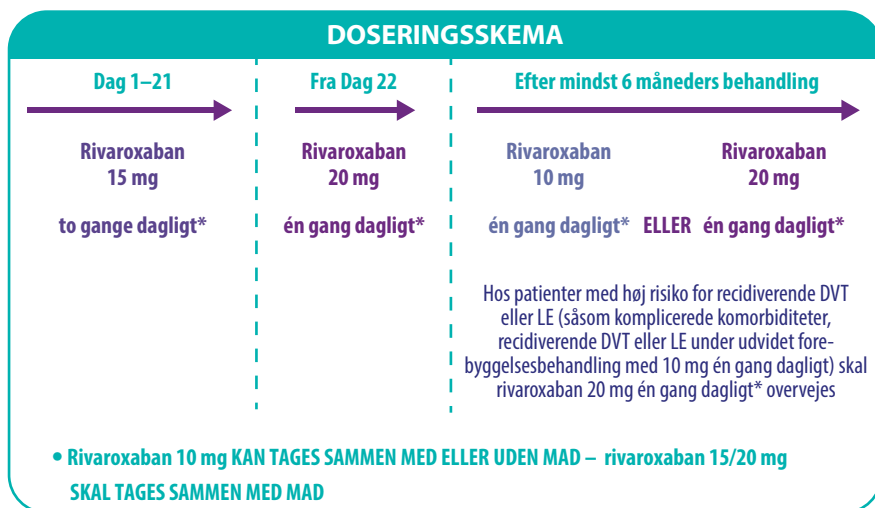 DOSERINGSSKEMA
Dag 1–21
Rivaroxaban
15 mg
to gange dagligt*
Fra Dag 22
Rivaroxaban
20 mg
én gang dagligt*
Efter mindst 6 måneders behandling
Rivaroxaban
10 mg
én gang dagligt*
ELLER
Rivaroxaban
20 mg
én gang dagligt*
Hos patienter med høj risiko for recidiverende DVT
eller LE (såsom komplicerede komorbiditeter,
recidiverende DVT eller LE under udvidet fore-
byggelsesbehandling med 10 mg én gang dagligt) skal
rivaroxaban 20 mg én gang dagligt* overvejes
• Rivaroxaban 10 mg KAN TAGES SAMMEN MED ELLER UDEN MAD – rivaroxaban 15/20 mg
SKAL TAGES SAMMEN MED MAD